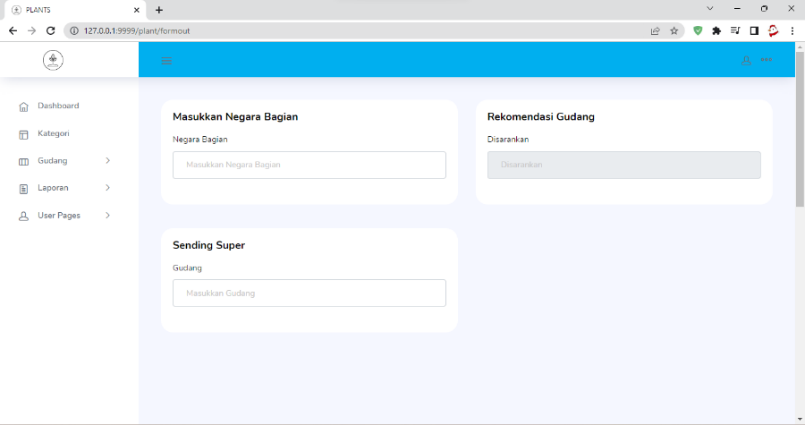 PLANTS
127.0.0.1:9999/plant/formout
Dashboard
Kategori
Gudang
Laporan
User Pages
Masukkan Negara Bagian
Negara Bagian
Masukkan Negara Bagian
Rekomendasi Gudang
Disarankan
Disarankan
Sending Super
Gudang
Masukkan Gudang